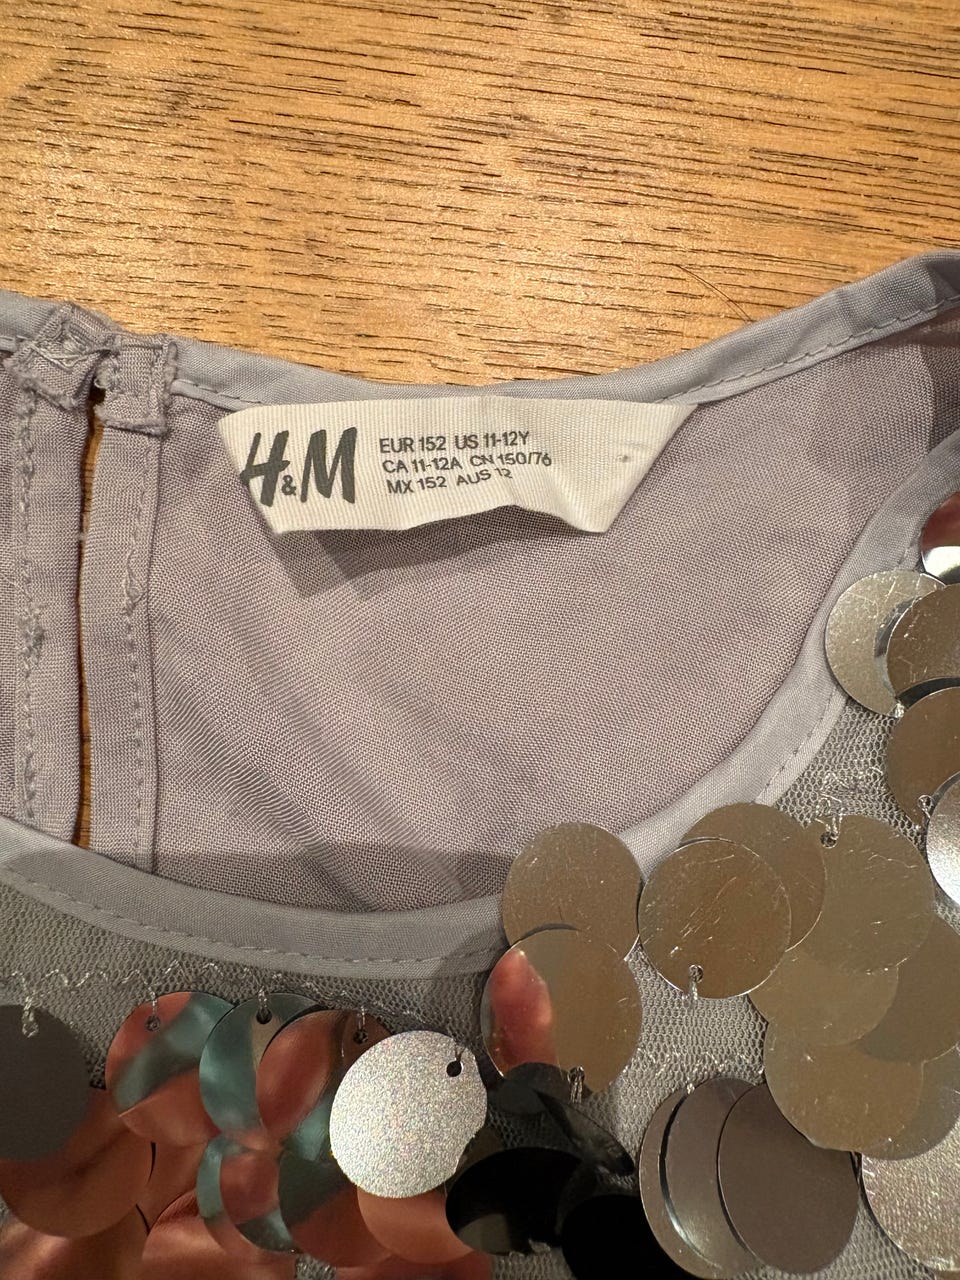 H&M
EUR 152 US 11-12Y
CA 11-12A CN 150/76
MX 152 AUS 12